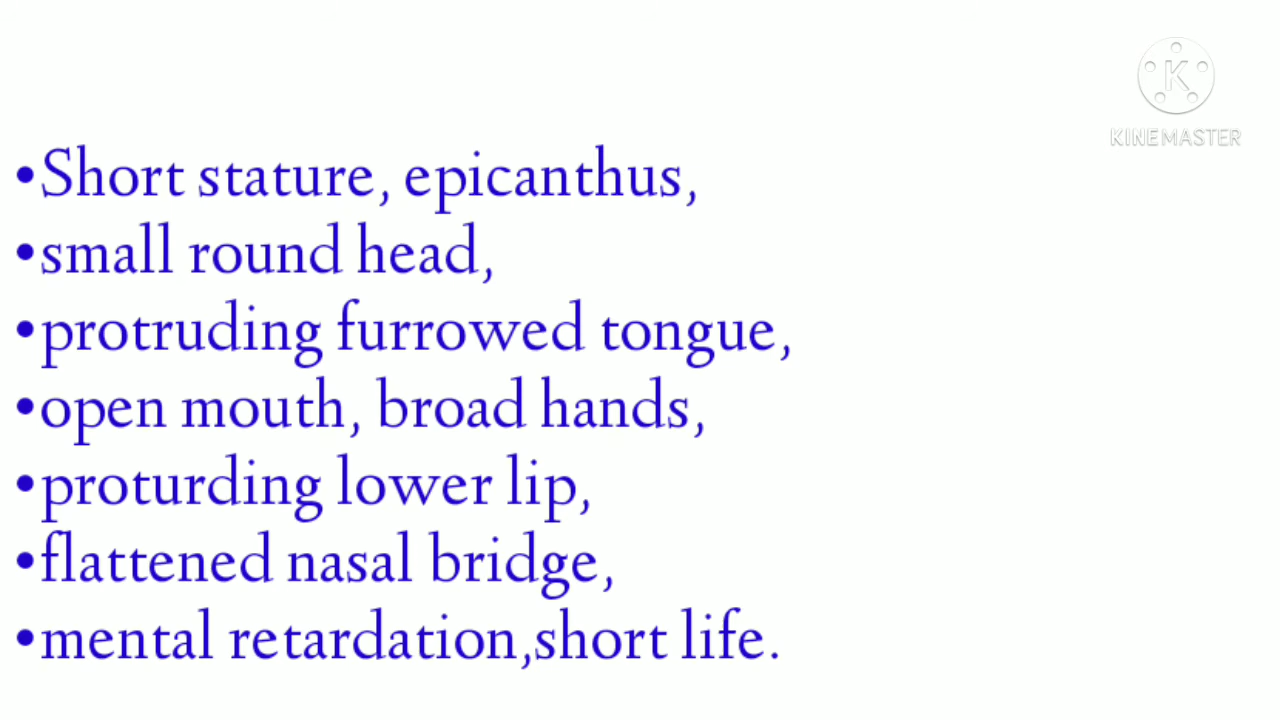 KINEMASTER
•Short stature, epicanthus,
•small round head,
•protruding furrowed tongue,
•open mouth, broad hands,
•proturding lower lip,
•flattened nasal bridge,
•mental retardation,short life.